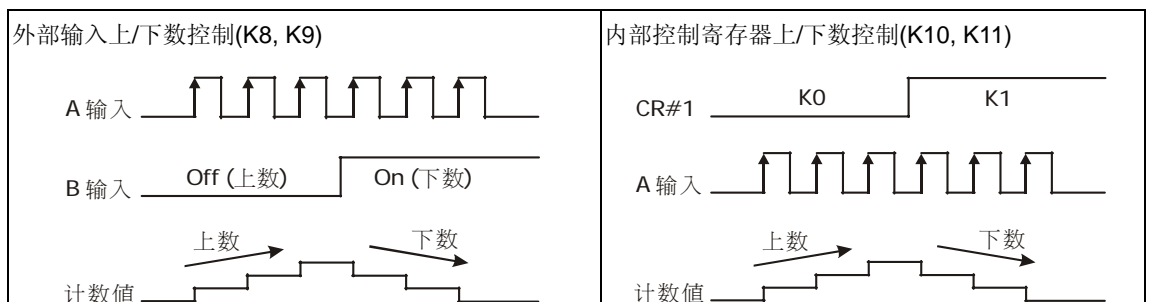 外部输入上/下数控制(K8, K9)
A 输入
B 输入
Off (上数)
On (下数)
上数
下数
计数值
内部控制寄存器上/下数控制(K10, K11)
CR#1
K0
K1
A 输入
上数
下数
计数值